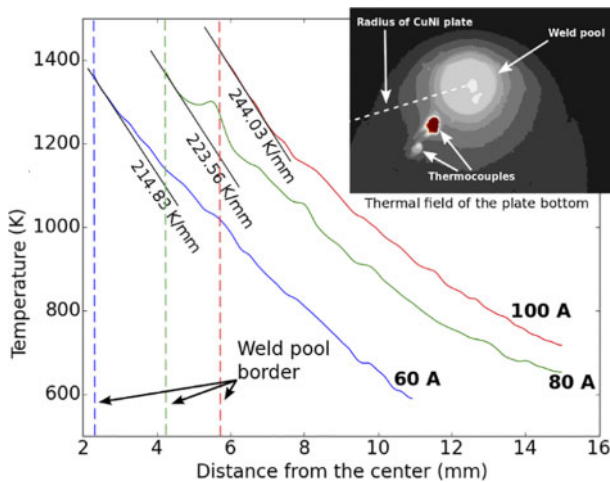 Radius of CuNi plate
Weld pool
Thermocouples
Thermal field of the plate bottom
1400
1200
1000
800
600
Temperature (K)
214.83 K/mm
223.56 K/mm
244.03 K/mm
100 A
80 A
60 A
Weld pool
border
2
4
6
8
10
12
14
16
Distance from the center (mm)